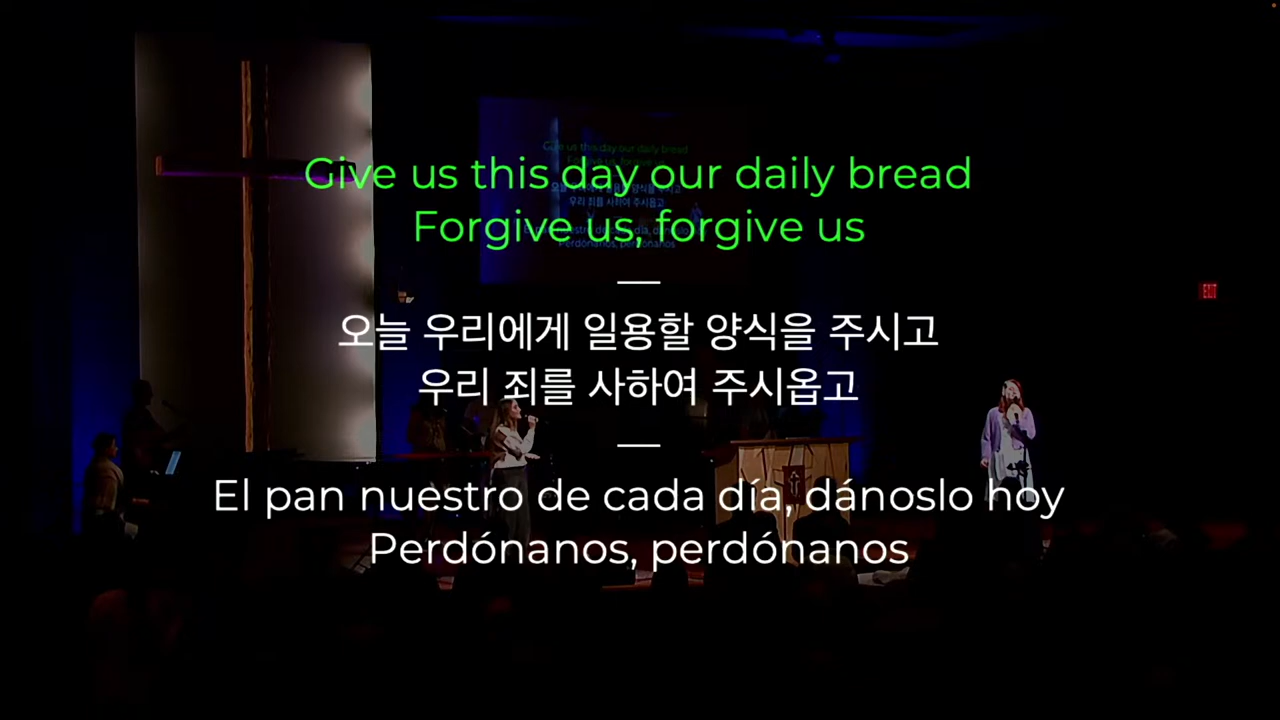 Give us this day our daily bread
Forgive us, forgive us
오늘 우리에게 일용할 양식을 주시고
우리 죄를 사하여 주시옵고
El pan nuestro de cada día, dánoslo hoy
Perdónanos, perdónanos
EXIT